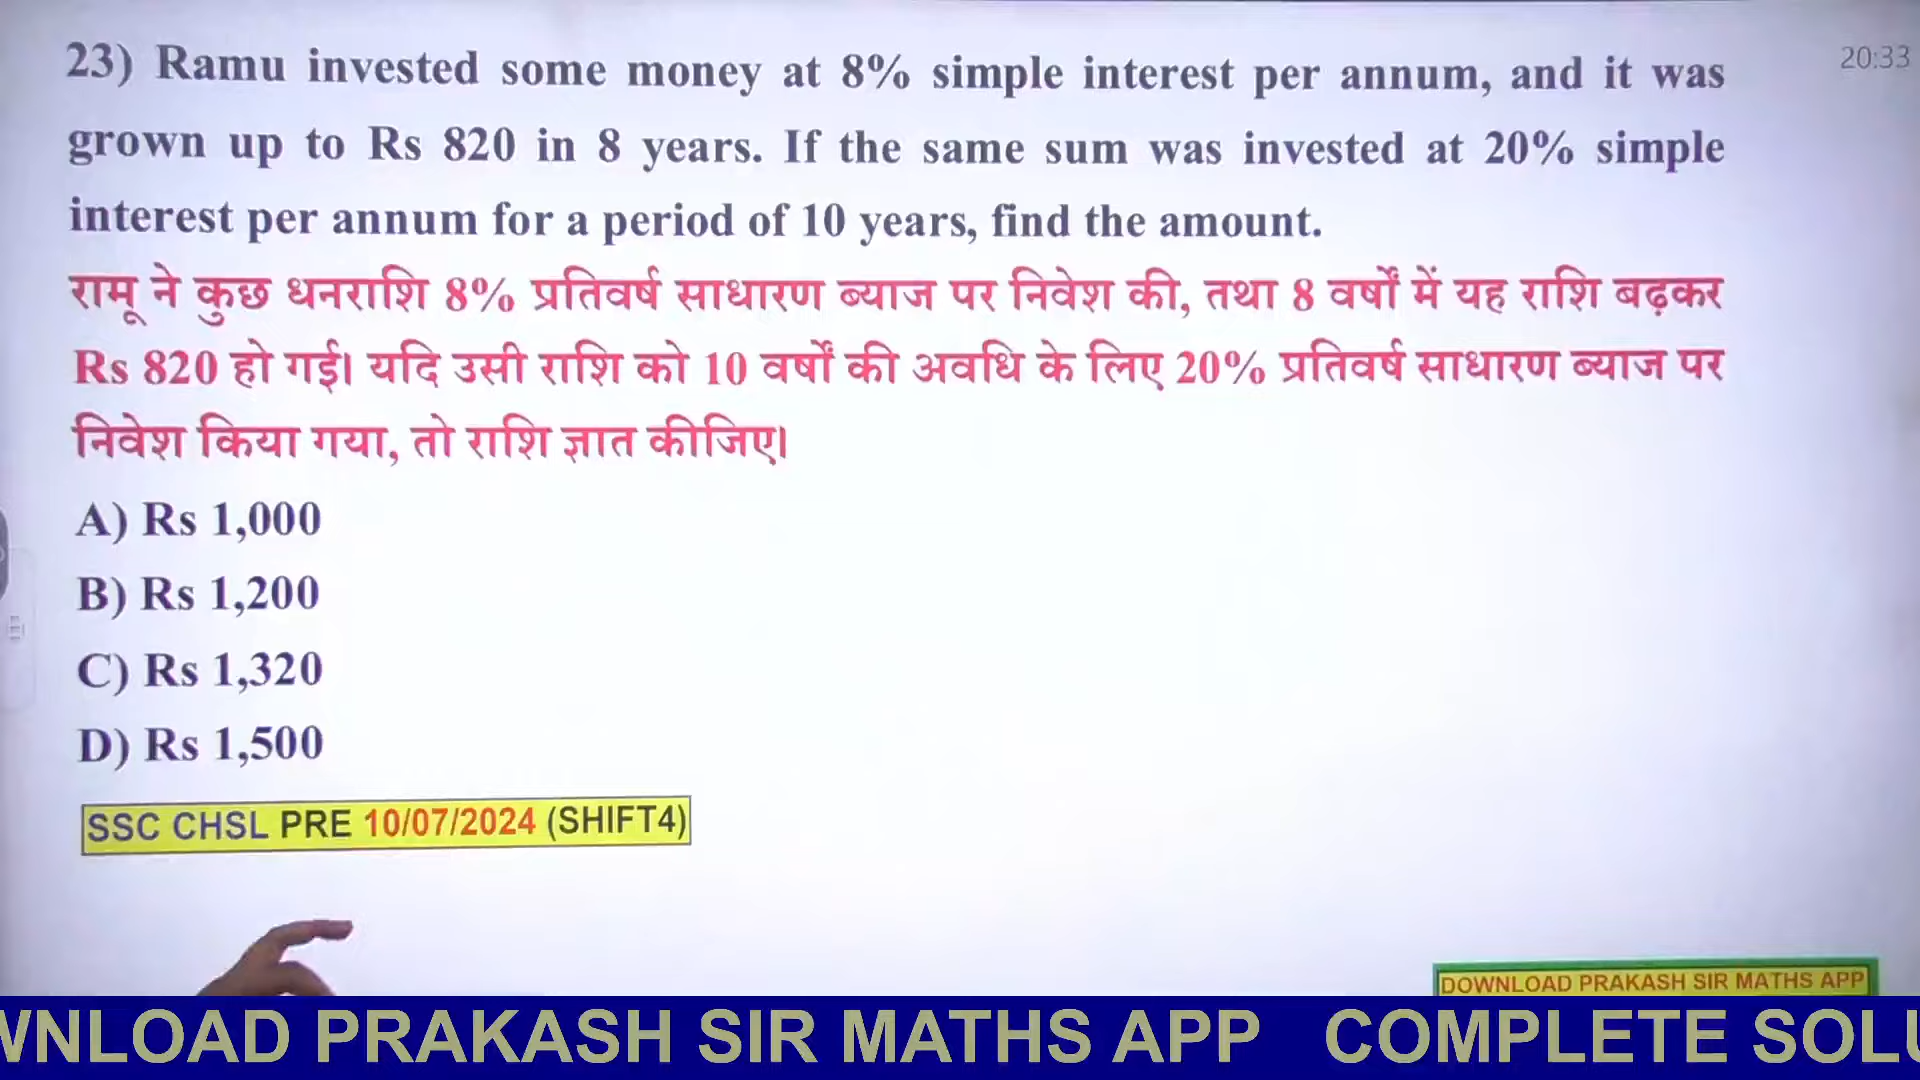 23) Ramu invested some money at 8% simple interest per annum, and it was
20:33
grown up to Rs 820 in 8 years. If the same sum was invested at 20% simple
interest per annum for a period of 10 years, find the amount.
रामू ने कुछ धनराशि 8% प्रतिवर्ष साधारण ब्याज पर निवेश की, तथा 8 वर्षों में यह राशि बढ़कर
Rs 820 हो गई। यदि उसी राशि को 10 वर्षों की अवधि के लिए 20% प्रतिवर्ष साधारण ब्याज पर
निवेश किया गया, तो राशि ज्ञात कीजिए।
A) Rs 1,000
B) Rs 1,200
C) Rs 1,320
D) Rs 1,500
SSC CHSL PRE 10/07/2024 (SHIFT4)
DOWNLOAD PRAKASH SIR MATHS APP
WNLOAD PRAKASH SIR MATHS APP COMPLETE SOLU